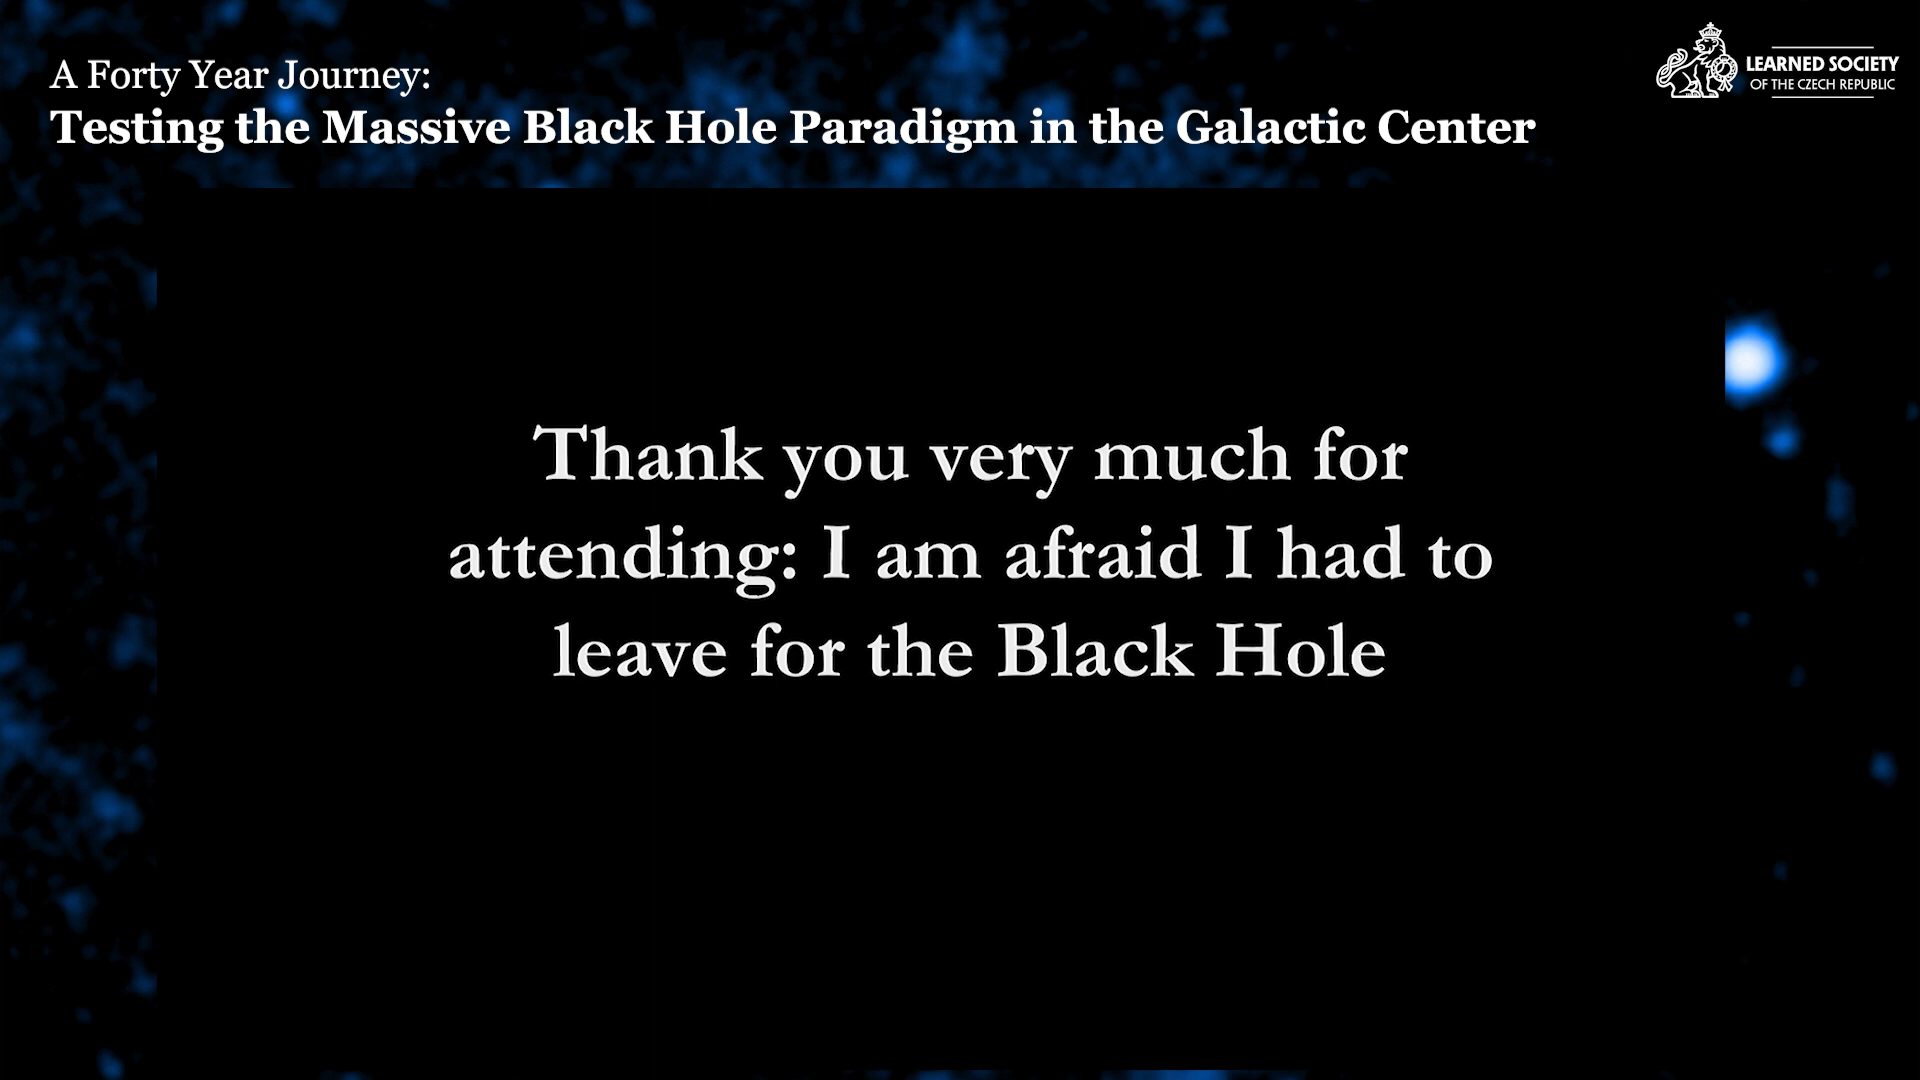 A Forty Year Journey:
Testing the Massive Black Hole Paradigm in the Galactic Center
LEARNED SOCIETY
OF THE CZECH REPUBLIC
Thank you very much for
attending: I am afraid I had to
leave for the Black Hole